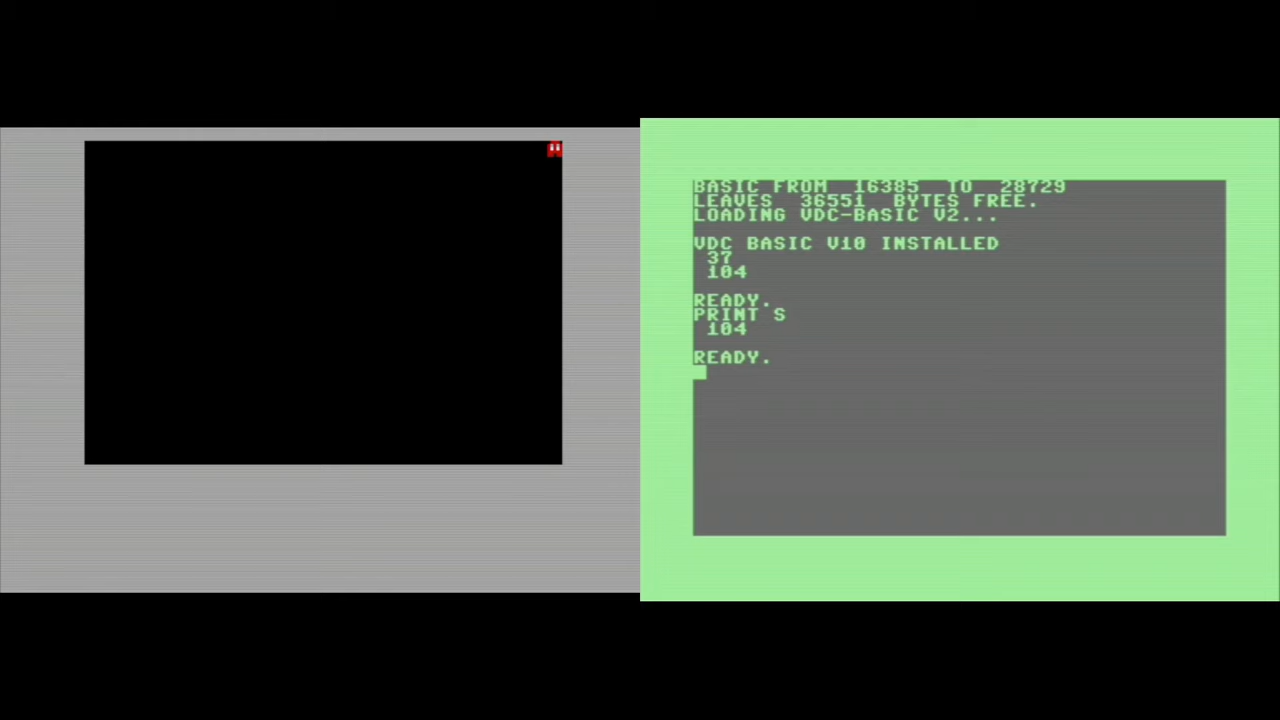 BASIC FROM  16385  TO  28729
LEAVES  36551  BYTES FREE.
LOADING VDC-BASIC V2...
VDC BASIC V10 INSTALLED
37
104
READY.
PRINT S
104
READY.